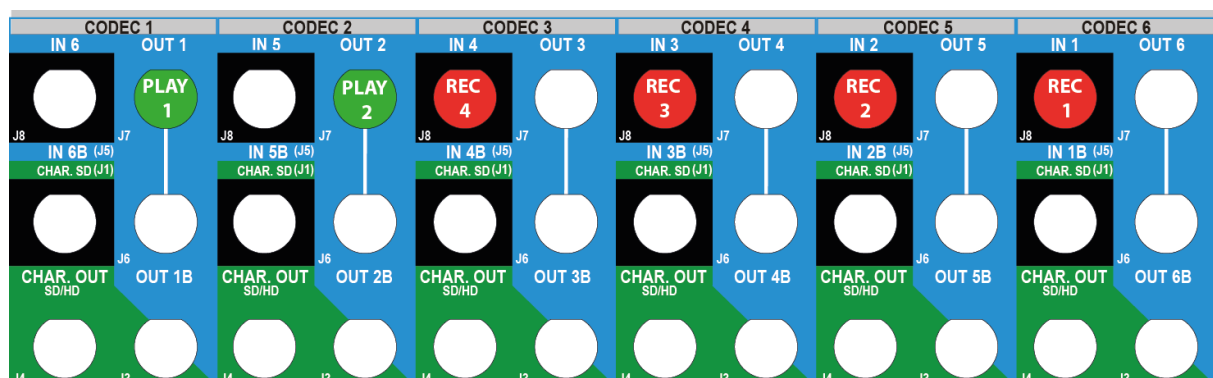 CODEC 1 CODEC 2 CODEC 3 CODEC 4 CODEC 5 CODEC 6
IN 6 OUT 1 IN 5 OUT 2 IN 4 OUT 3 IN 3 OUT 4 IN 2 OUT 5 IN 1 OUT 6
PLAY PLAY REC REC REC REC
1 2 4 3 2 1
J8 J7 J8 J7 J8 J7 J8 J7 J8 J7 J8 J7
IN 6B (J5) IN 5B (J5) IN 4B (J5) IN 3B (J5) IN 2B (J5) IN 1B (J5)
CHAR. SD (J1) CHAR. SD (J1) CHAR. SD (J1) CHAR. SD (J1) CHAR. SD (J1) CHAR. SD (J1)
J6 J6 J6 J6 J6 J6
CHAR. OUT OUT 1B CHAR. OUT OUT 2B CHAR. OUT OUT 3B CHAR. OUT OUT 4B CHAR. OUT OUT 5B CHAR. OUT OUT 6B
SD/HD SD/HD SD/HD SD/HD SD/HD SD/HD